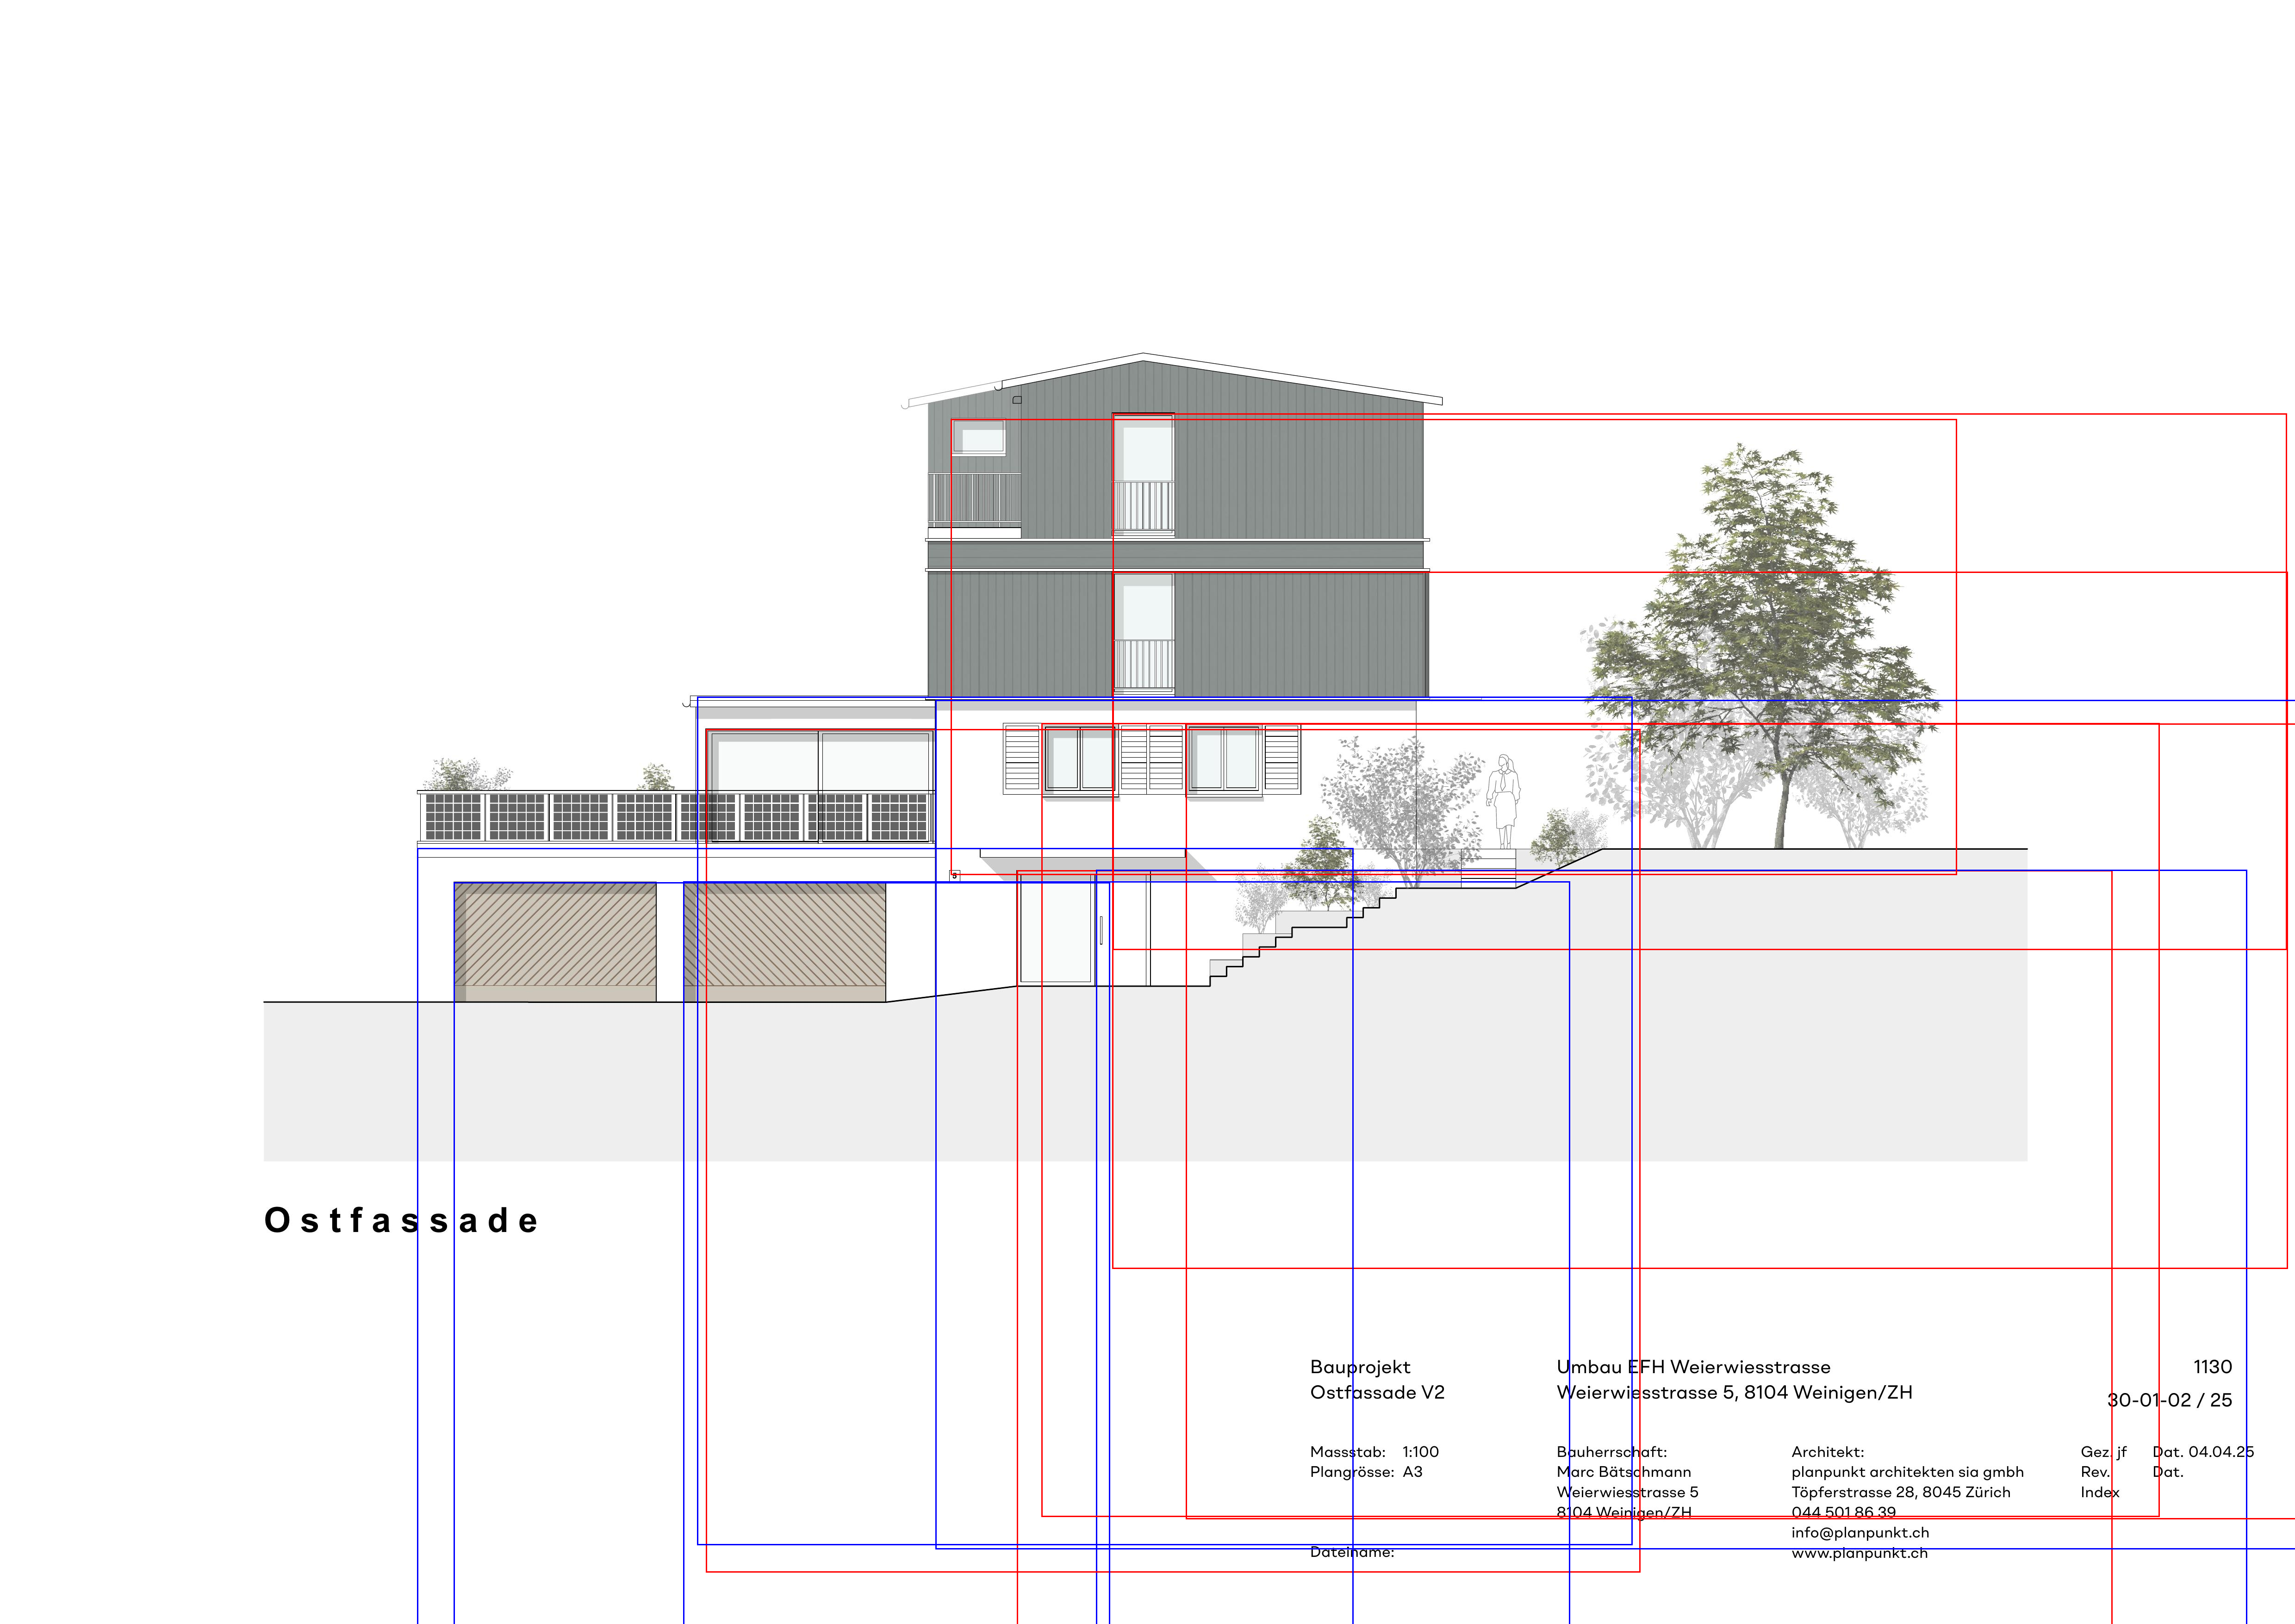 5
Ostfassade
Bauprojekt
Ostfassade V2
Umbau EFH Weierwiesstrasse
Weierwiesstrasse 5, 8104 Weinigen/ZH
1130
30-01-02 / 25
Massstab: 1:100
Plangrösse: A3
Bauherrschaft:
Marc Bätschmann
Weierwiesstrasse 5
8104 Weinigen/ZH
Architekt:
planpunkt architekten sia gmbh
Töpferstrasse 28, 8045 Zürich
044 501 86 39
info@planpunkt.ch
www.planpunkt.ch
Gez. jf Dat. 04.04.25
Rev. Dat.
Index
Dateiname: